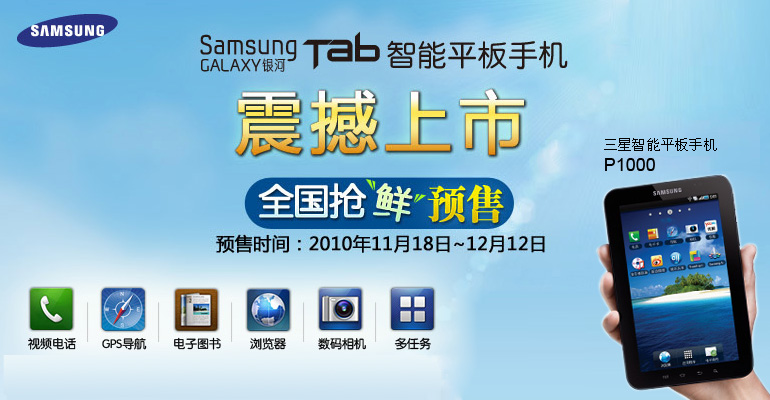 SAMSUNG
Samsung
GALAXY银河
Tab 智能平板手机
震撼上市
三星智能平板手机
P1000
全国抢“鲜”预售
预售时间：2010年11月18日~12月12日
SAMSUNG
视频电话
GPS导航
电子图书
浏览器
数码相机
多任务